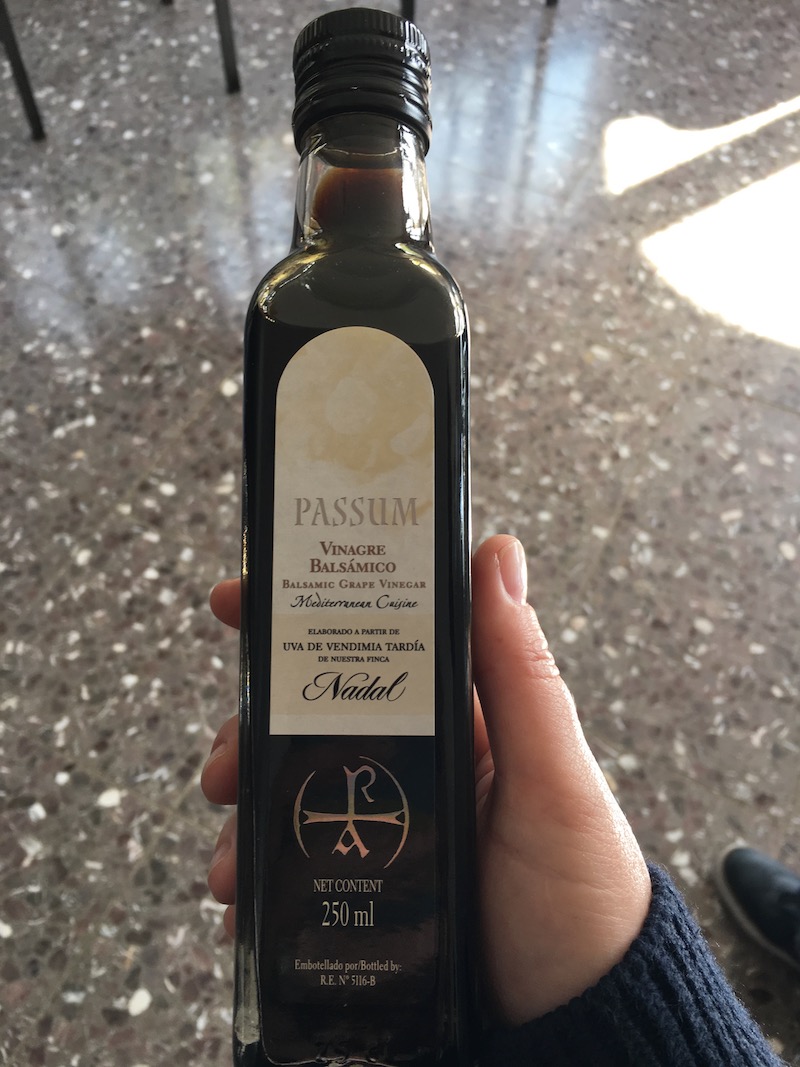 PASSUM
VINAGRE
BALSÁMICO
BALSAMIC GRAPE VINEGAR
Mediterranean Cuisine
ELABORADO A PARTIR DE
UVA DE VENDIMIA TARDÍA
DE NUESTRA FINCA
Nadal
R
A
NET CONTENT
250 ml
Embotellado por/Bottled by:
R.E. Nº 5116-B